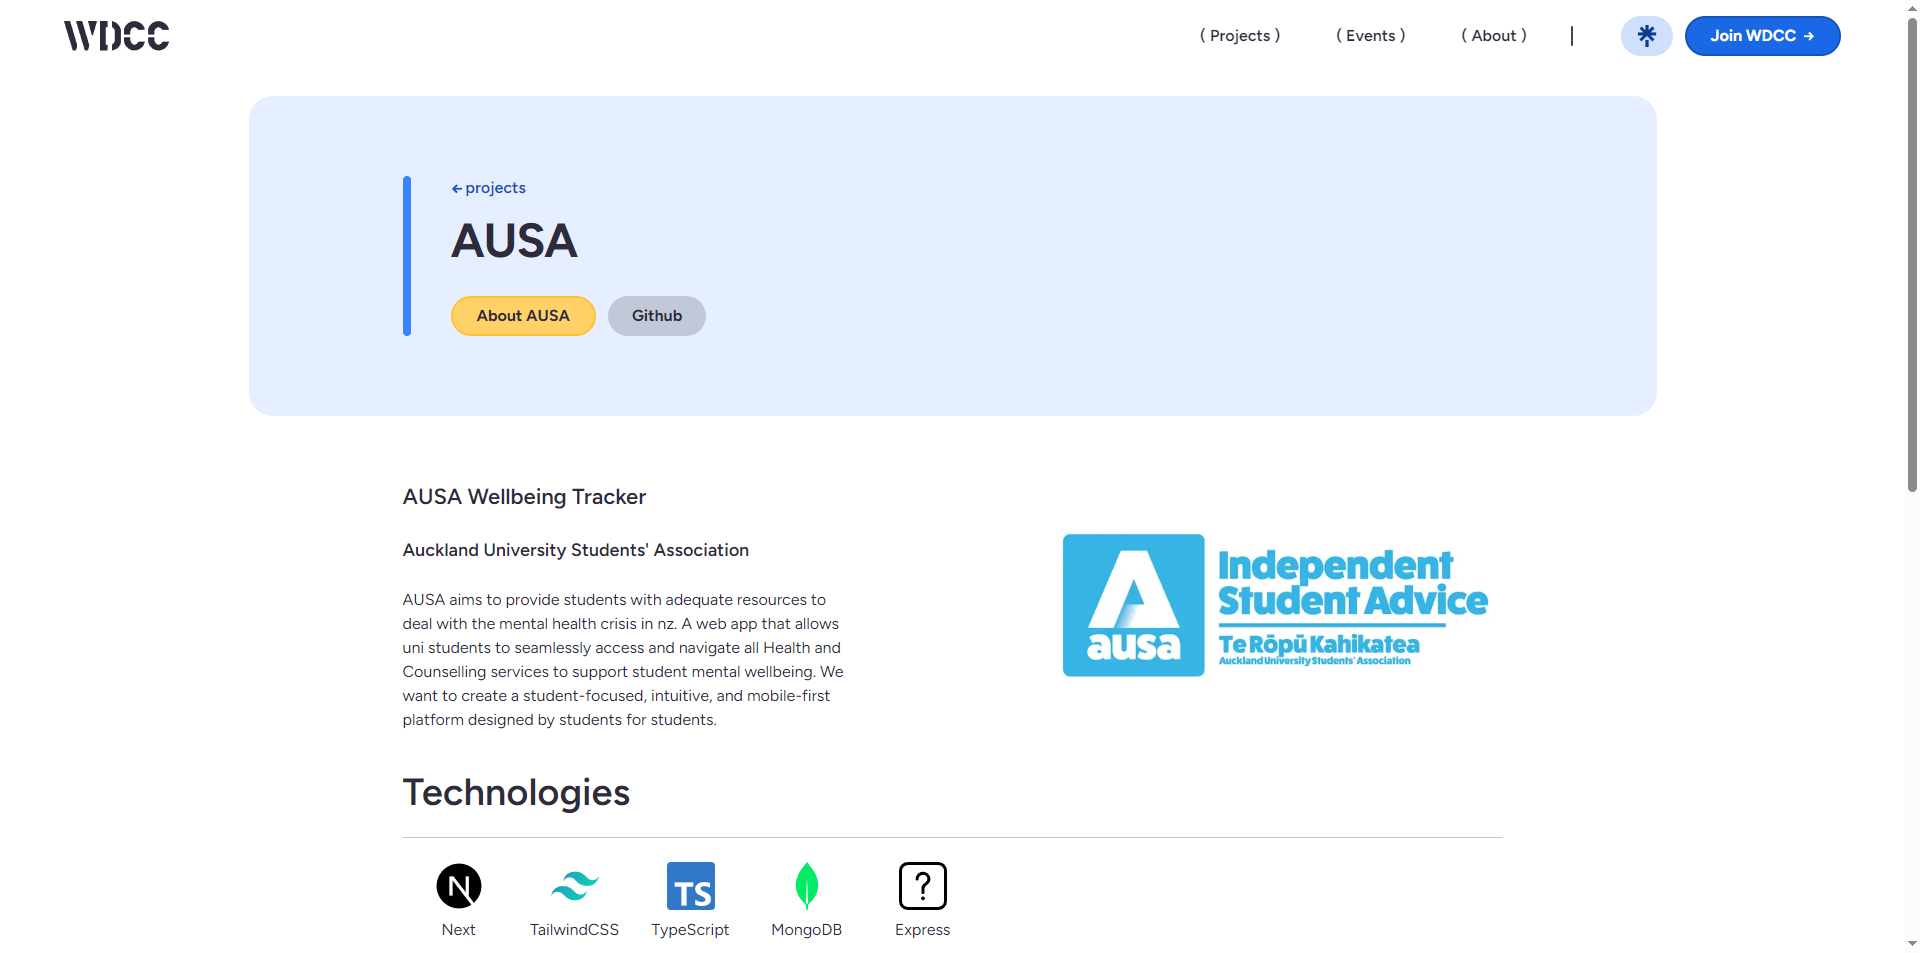 WDCC
( Projects )
( Events )
( About )
Join WDCC →
← projects
AUSA
About AUSA
Github
AUSA Wellbeing Tracker
Auckland University Students' Association
AUSA aims to provide students with adequate resources to
deal with the mental health crisis in nz. A web app that allows
uni students to seamlessly access and navigate all Health and
Counselling services to support student mental wellbeing. We
want to create a student-focused, intuitive, and mobile-first
platform designed by students for students.
A
ausa
Independent
Student Advice
Te Rōpū Kahikatea
Auckland University Students' Association
Technologies
N
TS
?
Next
TailwindCSS
TypeScript
MongoDB
Express